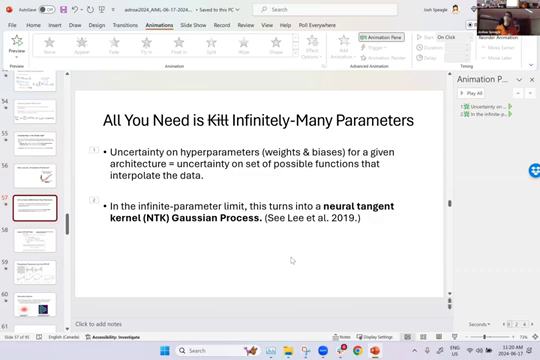 AutoSave Off
adnise2024_AIML-06-17-2024 • Saved to this PC
Search
Josh Speagle
File Home Insert Draw Design Transitions Animations Slide Show Record Review View Help Poll Everywhere
Preview
None Appear Fade Fly In Float In Split Wipe Shape
Effect Options
Add Animation
Animation Pane
Trigger
Animation Painter
Start: On Click
Duration
Delay
Reorder Animation
Move Earlier
Move Later
Preview
Animation
Advanced Animation
Timing
54
55
56
57
58
59
60
61
All You Need is Kill Infinitely-Many Parameters
1
• Uncertainty on hyperparameters (weights & biases) for a given
architecture = uncertainty on set of possible functions that
interpolate the data.
2
• In the infinite-parameter limit, this turns into a neural tangent
kernel (NTK) Gaussian Process. (See Lee et al. 2019.)
Animation P...
Play All
1 Uncertainty on
2 In the infinite-p
Seconds
Click to add notes
Slide 57 of 95
English (Canada)
Accessibility: Investigate
Notes
Display Settings
73%
Search
ENG
US
11:20 AM
2024-06-17